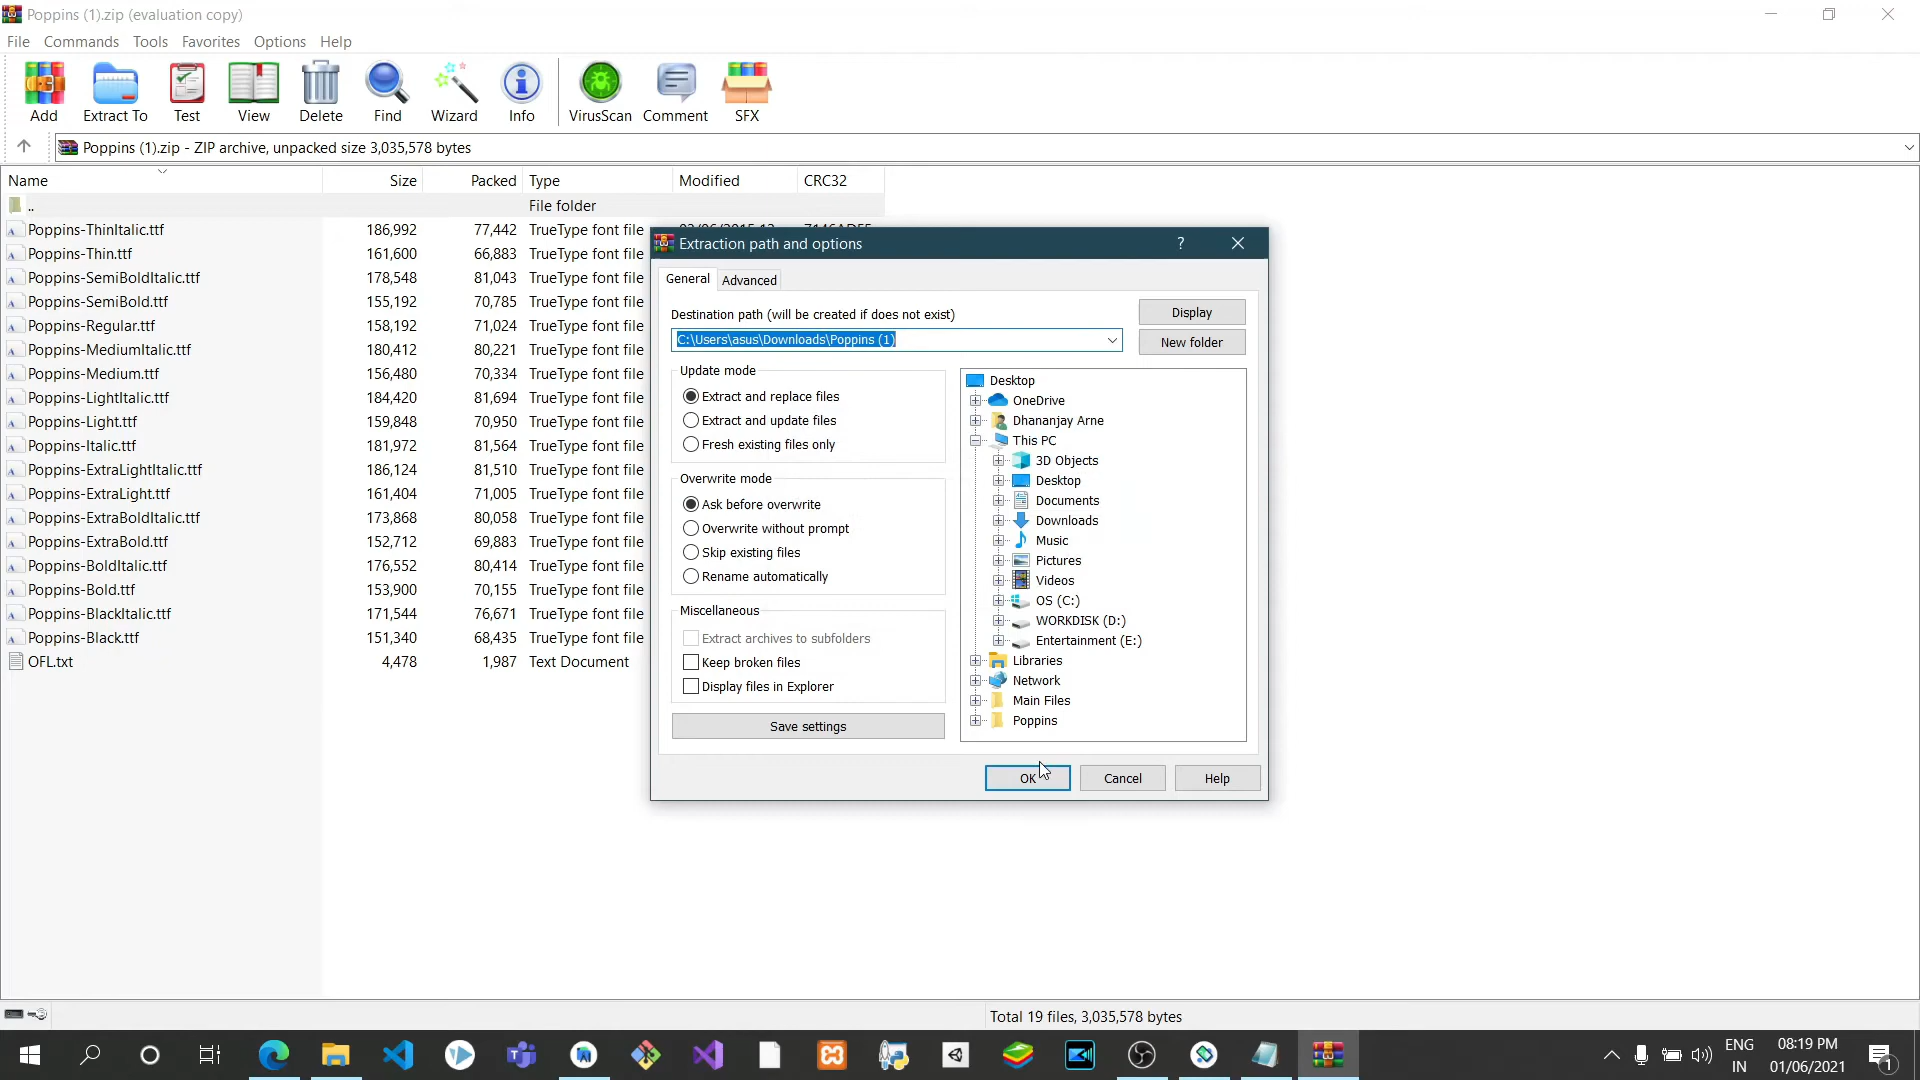 Poppins (1).zip (evaluation copy)
File Commands Tools Favorites Options Help
Add Extract To Test View Delete Find Wizard Info VirusScan Comment SFX
Poppins (1).zip - ZIP archive, unpacked size 3,035,578 bytes
Name Size Packed Type Modified CRC32
.. File folder
Poppins-ThinItalic.ttf 186,992 77,442 TrueType font file
Poppins-Thin.ttf 161,600 66,883 TrueType font file
Poppins-SemiBoldItalic.ttf 178,548 81,043 TrueType font file
Poppins-SemiBold.ttf 155,192 70,785 TrueType font file
Poppins-Regular.ttf 158,192 71,024 TrueType font file
Poppins-MediumItalic.ttf 180,412 80,221 TrueType font file
Poppins-Medium.ttf 156,480 70,334 TrueType font file
Poppins-LightItalic.ttf 184,420 81,694 TrueType font file
Poppins-Light.ttf 159,848 70,950 TrueType font file
Poppins-Italic.ttf 181,972 81,564 TrueType font file
Poppins-ExtraLightItalic.ttf 186,124 81,510 TrueType font file
Poppins-ExtraLight.ttf 161,404 71,005 TrueType font file
Poppins-ExtraBoldItalic.ttf 173,868 80,058 TrueType font file
Poppins-ExtraBold.ttf 152,712 69,883 TrueType font file
Poppins-BoldItalic.ttf 176,552 80,414 TrueType font file
Poppins-Bold.ttf 153,900 70,155 TrueType font file
Poppins-BlackItalic.ttf 171,544 76,671 TrueType font file
Poppins-Black.ttf 151,340 68,435 TrueType font file
OFL.txt 4,478 1,987 Text Document
Extraction path and options ?
General Advanced
Destination path (will be created if does not exist)
C:\Users\asus\Downloads\Poppins (1)
Display
New folder
Update mode
Extract and replace files
Extract and update files
Fresh existing files only
Overwrite mode
Ask before overwrite
Overwrite without prompt
Skip existing files
Rename automatically
Miscellaneous
Extract archives to subfolders
Keep broken files
Display files in Explorer
Save settings
Desktop
OneDrive
Dhananjay Arne
This PC
3D Objects
Desktop
Documents
Downloads
Music
Pictures
Videos
OS (C:)
WORKDISK (D:)
Entertainment (E:)
Libraries
Network
Main Files
Poppins
OK Cancel Help
Total 19 files, 3,035,578 bytes
ENG
IN
08:19 PM
01/06/2021
1